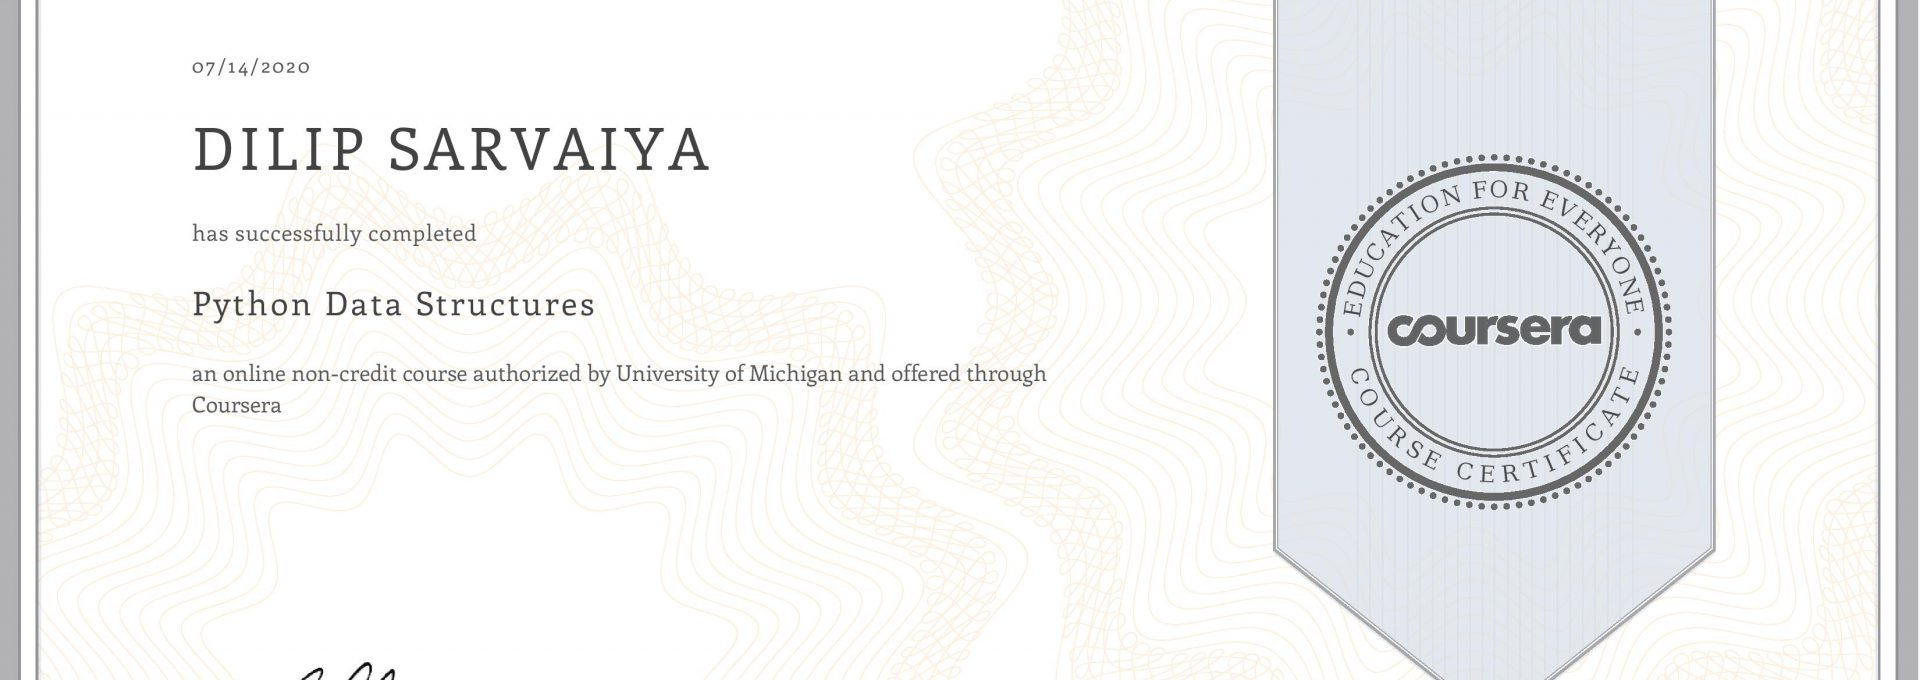 07/14/2020
DILIP SARVAIYA
has successfully completed
Python Data Structures
an online non-credit course authorized by University of Michigan and offered through
Coursera
EDUCATION FOR EVERYONE
coursera
COURSE CERTIFICATE